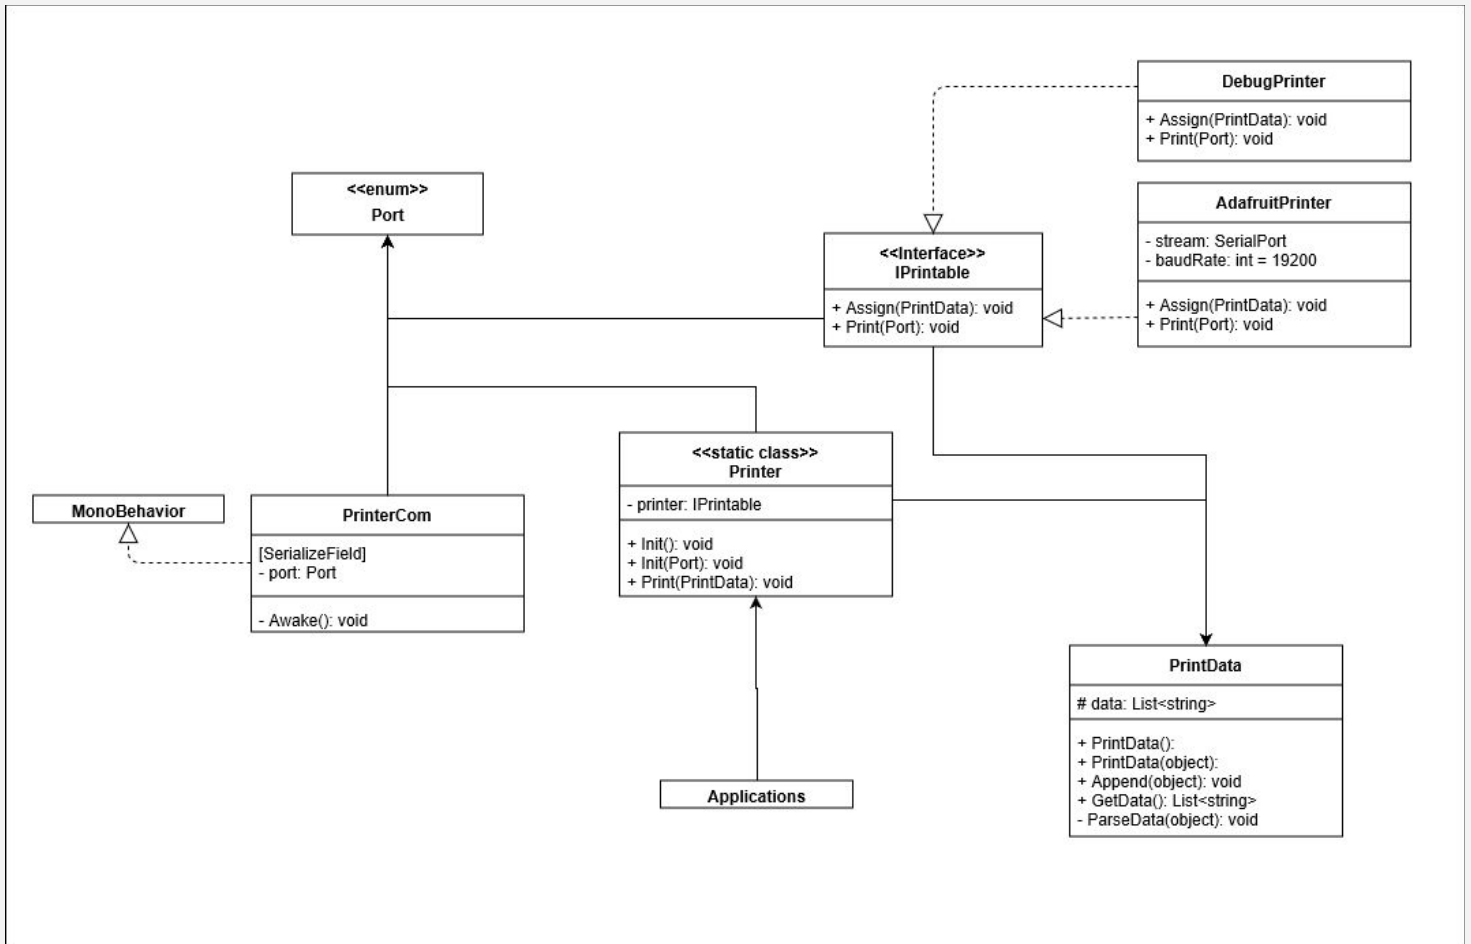 DebugPrinter
+ Assign(PrintData): void
+ Print(Port): void
<<enum>>
Port
AdafruitPrinter
- stream: SerialPort
- baudRate: int = 19200
+ Assign(PrintData): void
+ Print(Port): void
<<Interface>>
IPrintable
+ Assign(PrintData): void
+ Print(Port): void
<<static class>>
Printer
- printer: IPrintable
+ Init(): void
+ Init(Port): void
+ Print(PrintData): void
MonoBehavior
PrinterCom
[SerializeField]
- port: Port
- Awake(): void
PrintData
# data: List<string>
+ PrintData():
+ PrintData(object):
+ Append(object): void
+ GetData(): List<string>
- ParseData(object): void
Applications